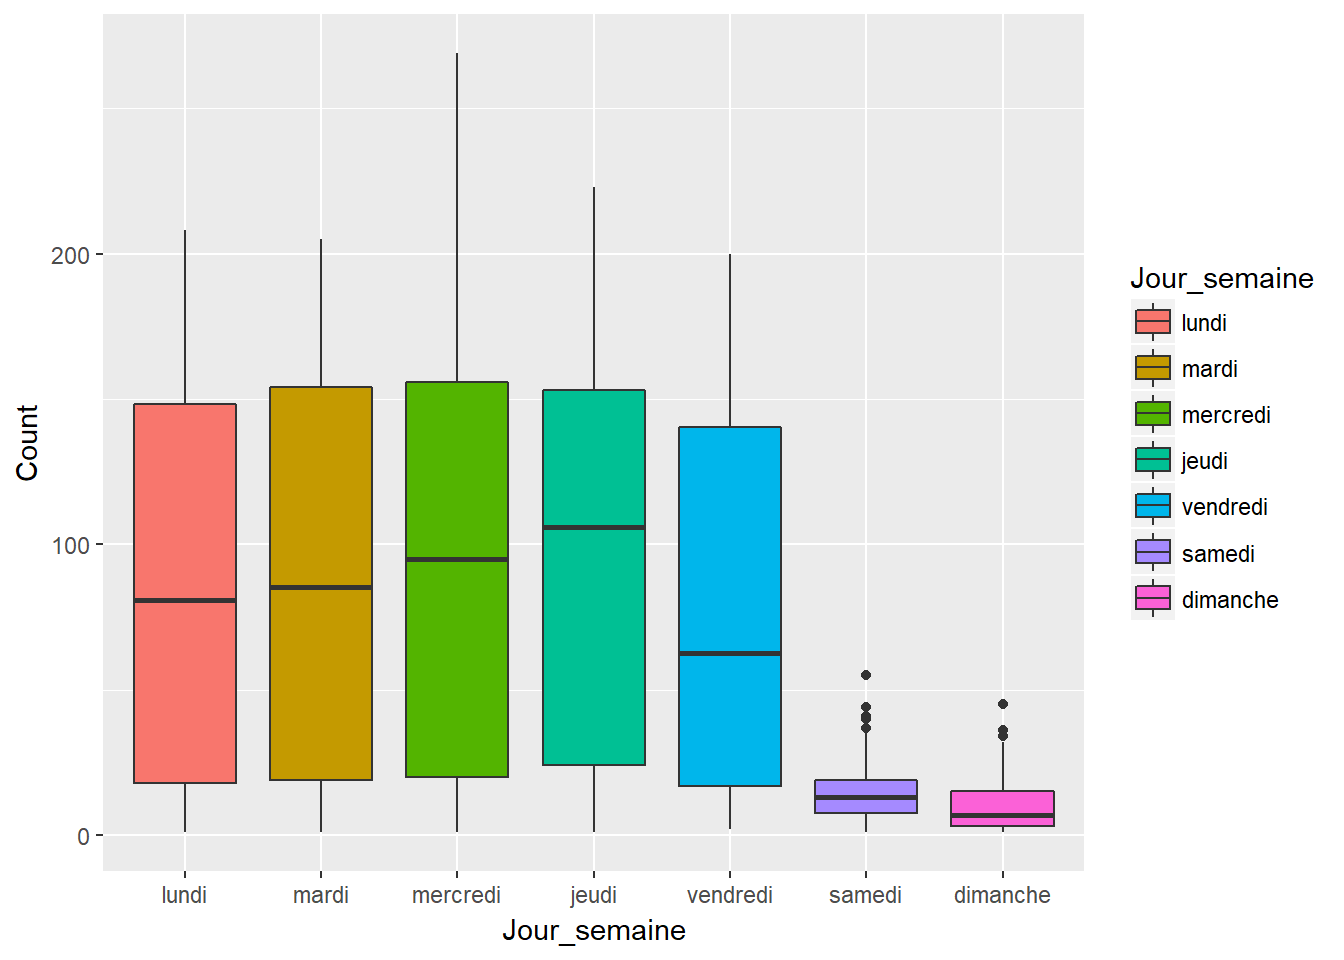 Count
200
100
0
lundi
mardi
mercredi
jeudi
vendredi
samedi
dimanche
Jour_semaine
Jour_semaine
lundi
mardi
mercredi
jeudi
vendredi
samedi
dimanche